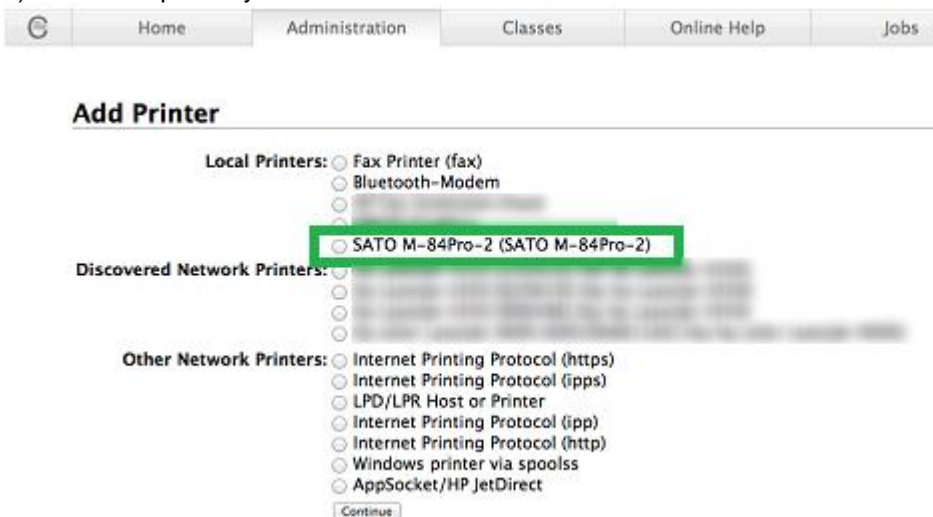 Home Administration Classes Online Help Jobs
Add Printer
Local Printers: Fax Printer (fax)
Bluetooth-Modem
SATO M-84Pro-2 (SATO M-84Pro-2)
Discovered Network Printers:
Other Network Printers: Internet Printing Protocol (https)
Internet Printing Protocol (ipps)
LPD/LPR Host or Printer
Internet Printing Protocol (ipp)
Internet Printing Protocol (http)
Windows printer via spoolss
AppSocket/HP JetDirect
Continue